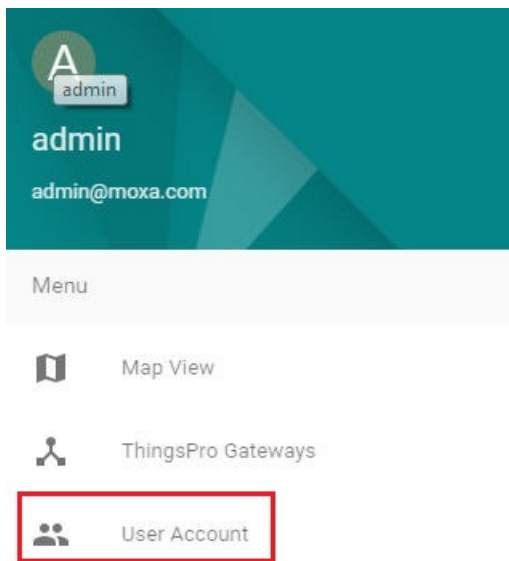 A
admin
admin
admin@moxa.com
Menu
Map View
ThingsPro Gateways
User Account